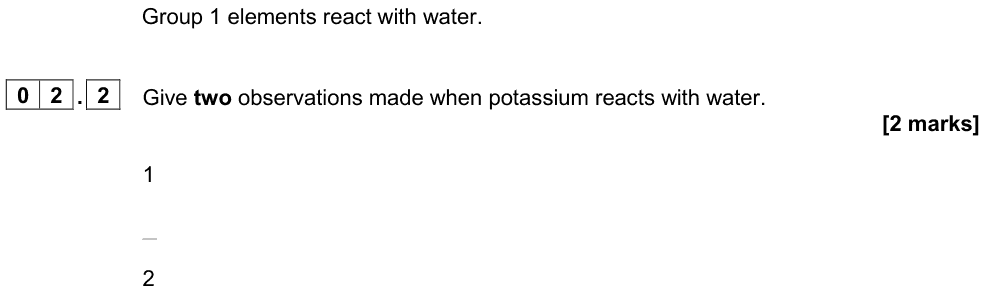 Group 1 elements react with water.
0 2 . 2 Give two observations made when potassium reacts with water.
[2 marks]
1
2